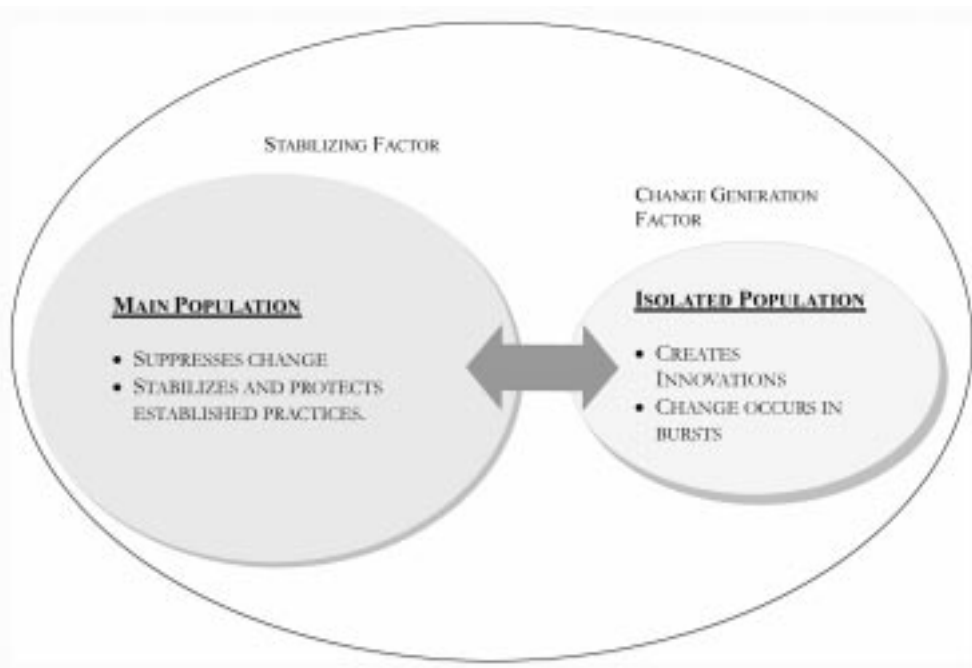 STABILIZING FACTOR
CHANGE GENERATION
FACTOR
MAIN POPULATION
• SUPPRESSES CHANGE
• STABILIZES AND PROTECTS
ESTABLISHED PRACTICES.
ISOLATED POPULATION
• CREATES
INNOVATIONS
• CHANGE OCCURS IN
BURSTS